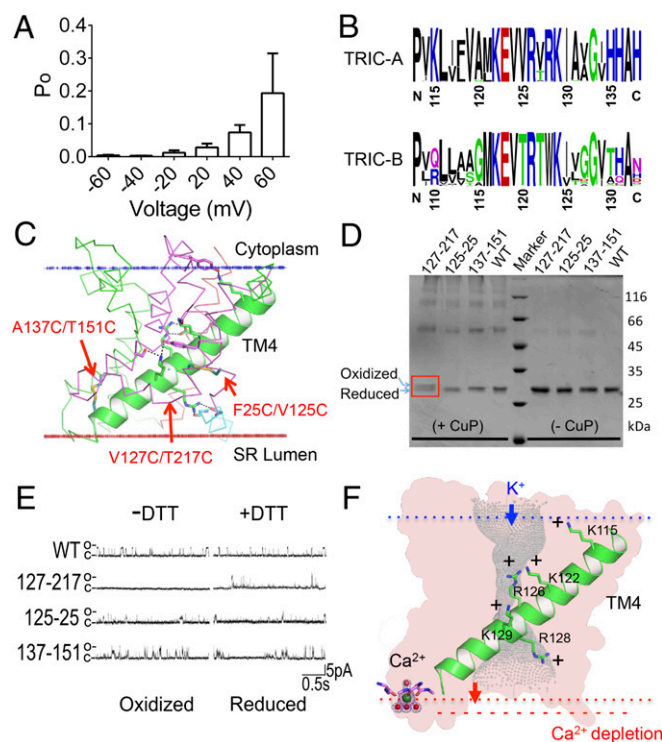 A
Po
0.4
0.3
0.2
0.1
0.0
-60
-40
-20
20
40
60
Voltage (mV)
B
TRIC-A
N 115 120 125 130 135 C
TRIC-B
N 110 115 120 125 130 C
C
Cytoplasm
A137C/T151C
TM4
F25C/V125C
V127C/T217C
SR Lumen
D
127-217 125-25 137-151 WT Marker 127-217 125-25 137-151 WT
116
66
45
35
25
kDa
Oxidized
Reduced
(+ CuP) (- CuP)
E
-DTT +DTT
WT O- C-
127-217 O- C-
125-25 O- C-
137-151 O- C-
5pA
0.5s
Oxidized Reduced
F
K+
K115
+
+ +
K122
R126
TM4
+
K129
R128
+
Ca2+
Ca2+ depletion